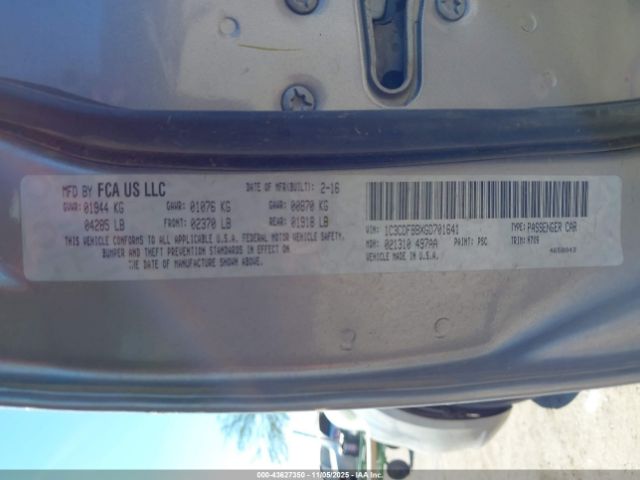 MFD BY FCA US LLC DATE OF MFR(BUILT): 2-16
GVWR: 01944 KG GAWR: 01076 KG GAWR: 00870 KG
04285 LB FRONT: 02370 LB REAR: 01918 LB
THIS VEHICLE CONFORMS TO ALL APPLICABLE U.S.A. FEDERAL MOTOR VEHICLE SAFETY,
BUMPER AND THEFT PREVENTION STANDARDS IN EFFECT ON
THE DATE OF MANUFACTURE SHOWN ABOVE.
VIN: 1C3CDFBBXGD701641 TYPE: PASSENGER CAR
MDH: 021310 497AA PAINT: PSC TRIM:
VEHICLE MADE IN U.S.A.
000-43627350 - 11/05/2025 - IAAI